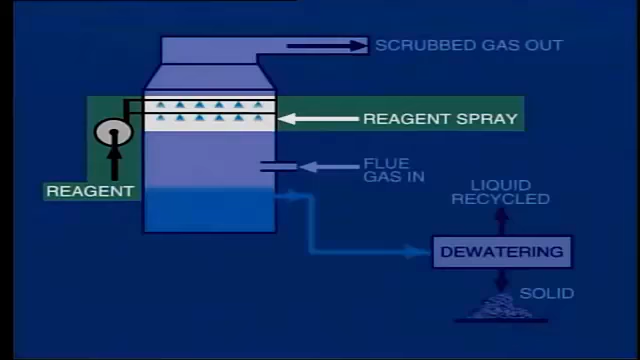 SCRUBBED GAS OUT
REAGENT SPRAY
FLUE
GAS IN
REAGENT
LIQUID
RECYCLED
DEWATERING
SOLID